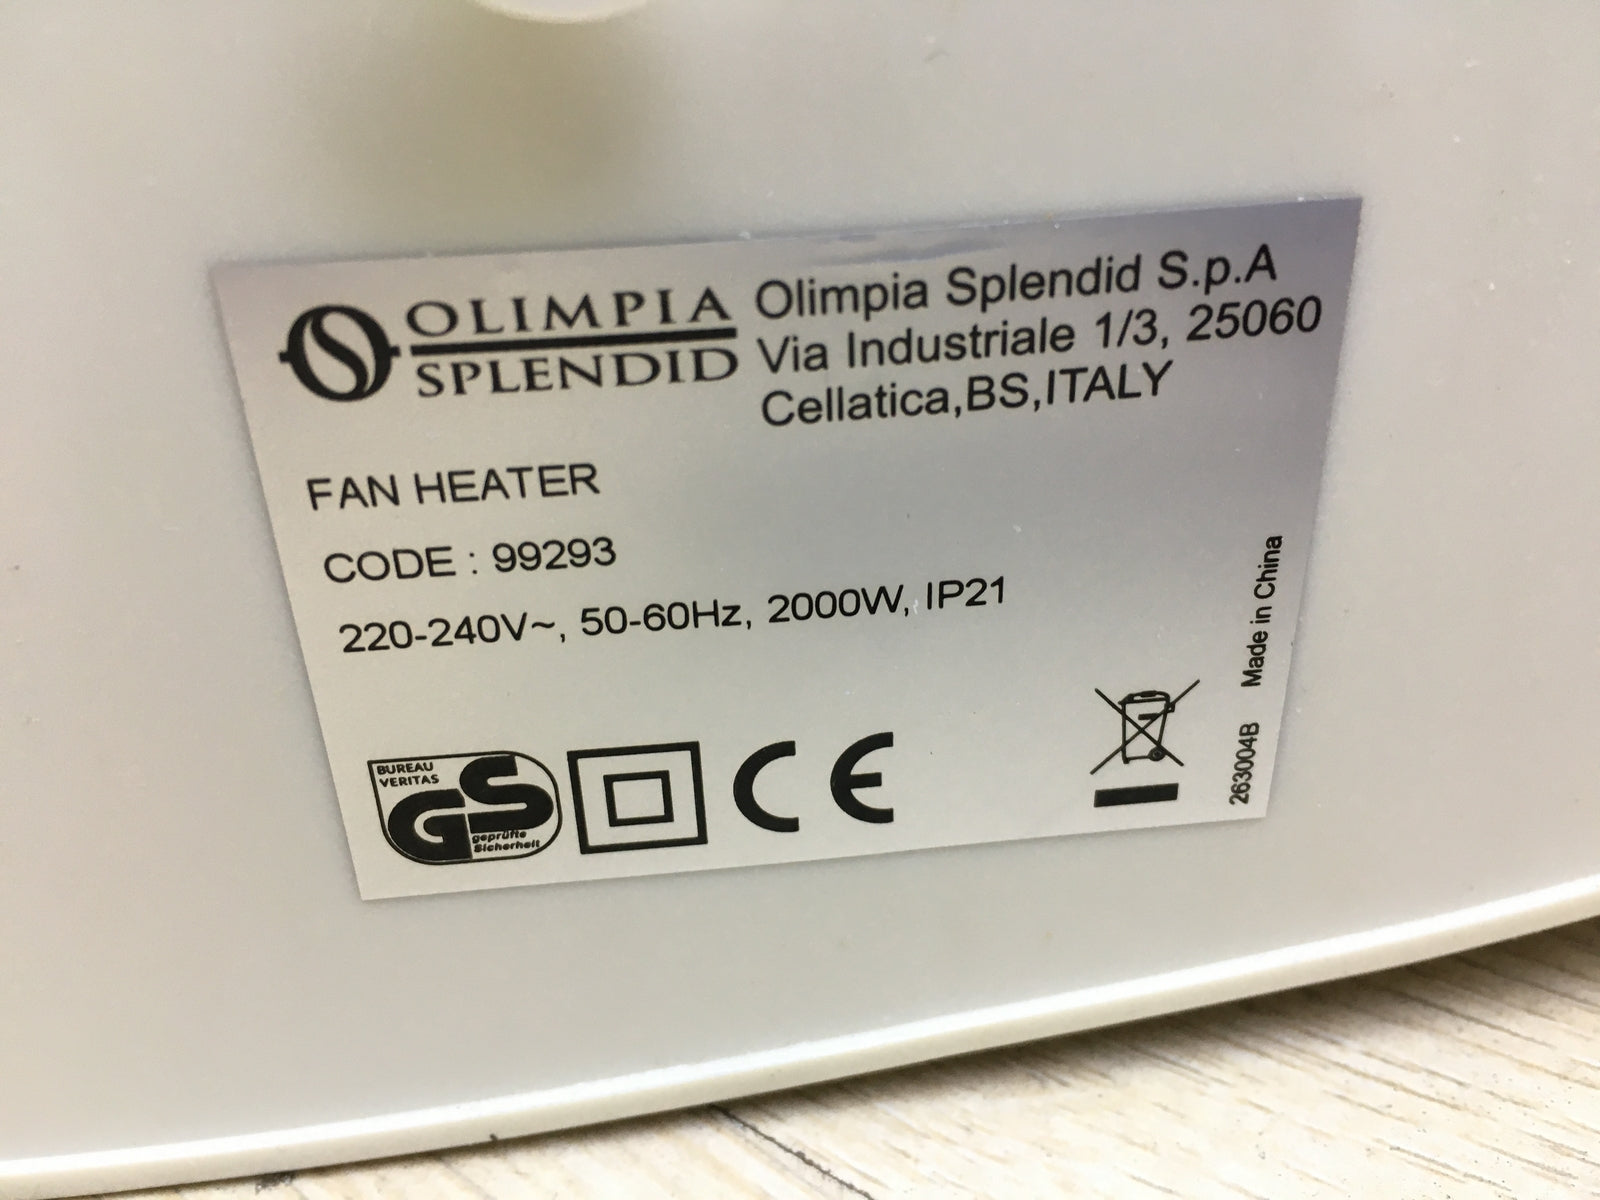 OLIMPIA
SPLENDID
Olimpia Splendid S.p.A
Via Industriale 1/3, 25060
Cellatica,BS,ITALY
FAN HEATER
CODE : 99293
220-240V~, 50-60Hz, 2000W, IP21
BUREAU
VERITAS
GS
geprüfte
Sicherheit
CE
263004B Made in China